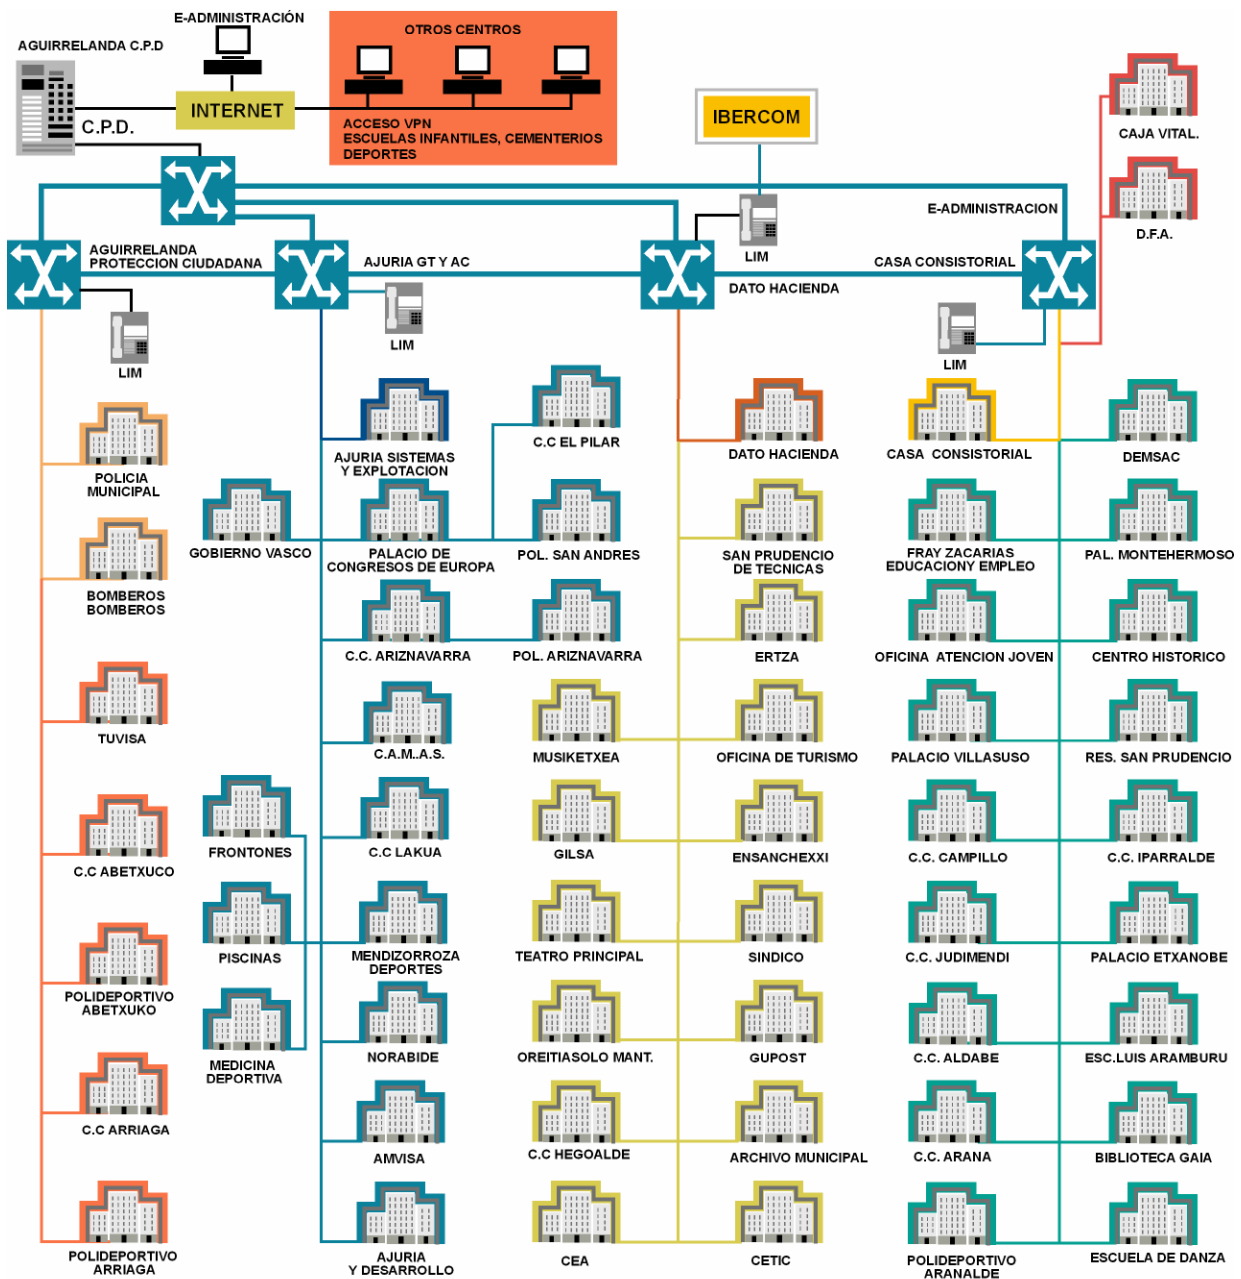 E-ADMINISTRACIÓN
AGUIRRELANDA C.P.D
OTROS CENTROS
INTERNET
C.P.D.
ACCESO VPN
ESCUELAS INFANTILES, CEMENTERIOS
DEPORTES
IBERCOM
CAJA VITAL.
D.F.A.
E-ADMINISTRACION
AGUIRRELANDA
PROTECCION CIUDADANA
AJURIA GT Y AC
LIM
CASA CONSISTORIAL
DATO HACIENDA
LIM
LIM
LIM
POLICIA
MUNICIPAL
BOMBEROS
BOMBEROS
TUVISA
C.C ABETXUCO
POLIDEPORTIVO
ABETXUKO
C.C ARRIAGA
POLIDEPORTIVO
ARRIAGA
AJURIA SISTEMAS
Y EXPLOTACION
C.C EL PILAR
GOBIERNO VASCO
PALACIO DE
CONGRESOS DE EUROPA
POL. SAN ANDRES
C.C. ARIZNAVARRA
POL. ARIZNAVARRA
C.A.M..A.S.
FRONTONES
C.C LAKUA
PISCINAS
MENDIZORROZA
DEPORTES
MEDICINA
DEPORTIVA
NORABIDE
AMVISA
AJURIA
Y DESARROLLO
DATO HACIENDA
SAN PRUDENCIO
DE TECNICAS
ERTZA
MUSIKETXEA
OFICINA DE TURISMO
GILSA
ENSANCHEXXI
TEATRO PRINCIPAL
SINDICO
OREITIASOLO MANT.
GUPOST
C.C HEGOALDE
ARCHIVO MUNICIPAL
CEA
CETIC
CASA CONSISTORIAL
DEMSAC
FRAY ZACARIAS
EDUCACIONY EMPLEO
PAL. MONTEHERMOSO
OFICINA ATENCION JOVEN
CENTRO HISTORICO
PALACIO VILLASUSO
RES. SAN PRUDENCIO
C.C. CAMPILLO
C.C. IPARRALDE
C.C. JUDIMENDI
PALACIO ETXANOBE
C.C. ALDABE
ESC.LUIS ARAMBURU
C.C. ARANA
BIBLIOTECA GAIA
POLIDEPORTIVO
ARANALDE
ESCUELA DE DANZA